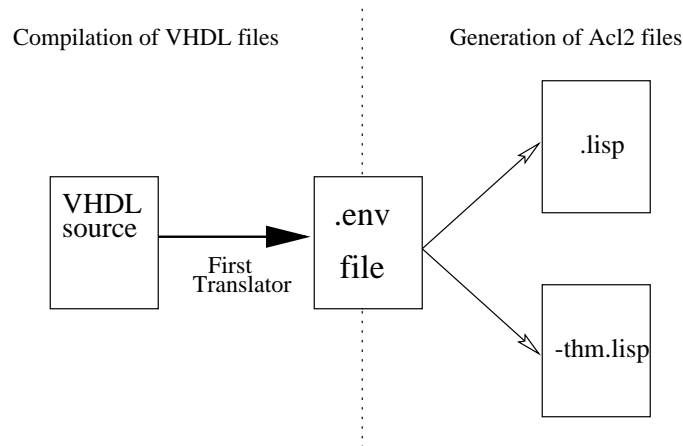 Compilation of VHDL files
Generation of Acl2 files
.lisp
VHDL
source
.env
file
First
Translator
-thm.lisp